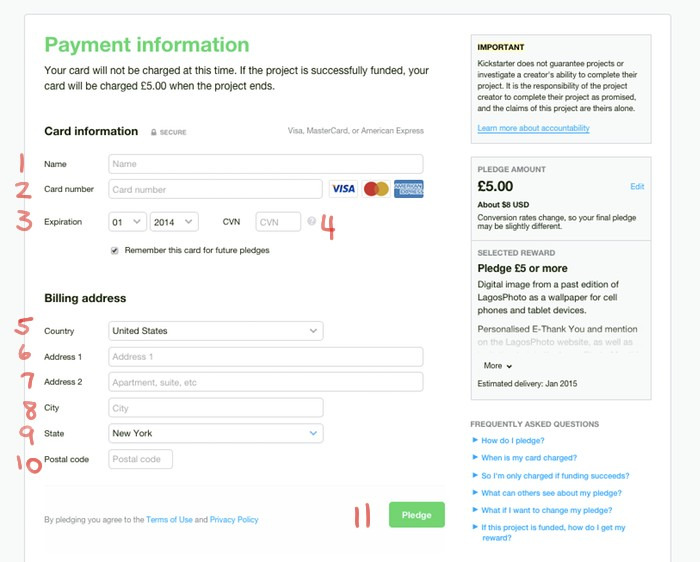 Payment information
Your card will not be charged at this time. If the project is successfully funded, your
card will be charged £5.00 when the project ends.
Card information SECURE Visa, MasterCard, or American Express
1 Name Name
2 Card number Card number VISA MasterCard AMERICAN EXPRESS
3 Expiration 01 2014 CVN CVN ? 4
Remember this card for future pledges
Billing address
5 Country United States
6 Address 1 Address 1
7 Address 2 Apartment, suite, etc
8 City City
9 State New York
10 Postal code Postal code
By pledging you agree to the Terms of Use and Privacy Policy 11 Pledge
IMPORTANT
Kickstarter does not guarantee projects or
investigate a creator's ability to complete their
project. It is the responsibility of the project
creator to complete their project as promised,
and the claims of this project are theirs alone.
Learn more about accountability
PLEDGE AMOUNT
£5.00 Edit
About $8 USD
Conversion rates change, so your final pledge
may be slightly different.
SELECTED REWARD
Pledge £5 or more
Digital image from a past edition of
LagosPhoto as a wallpaper for cell
phones and tablet devices.
Personalised E-Thank You and mention
on the LagosPhoto website, as well as
More
Estimated delivery: Jan 2015
FREQUENTLY ASKED QUESTIONS
How do I pledge?
When is my card charged?
So I'm only charged if funding succeeds?
What can others see about my pledge?
What if I want to change my pledge?
If this project is funded, how do I get my
reward?